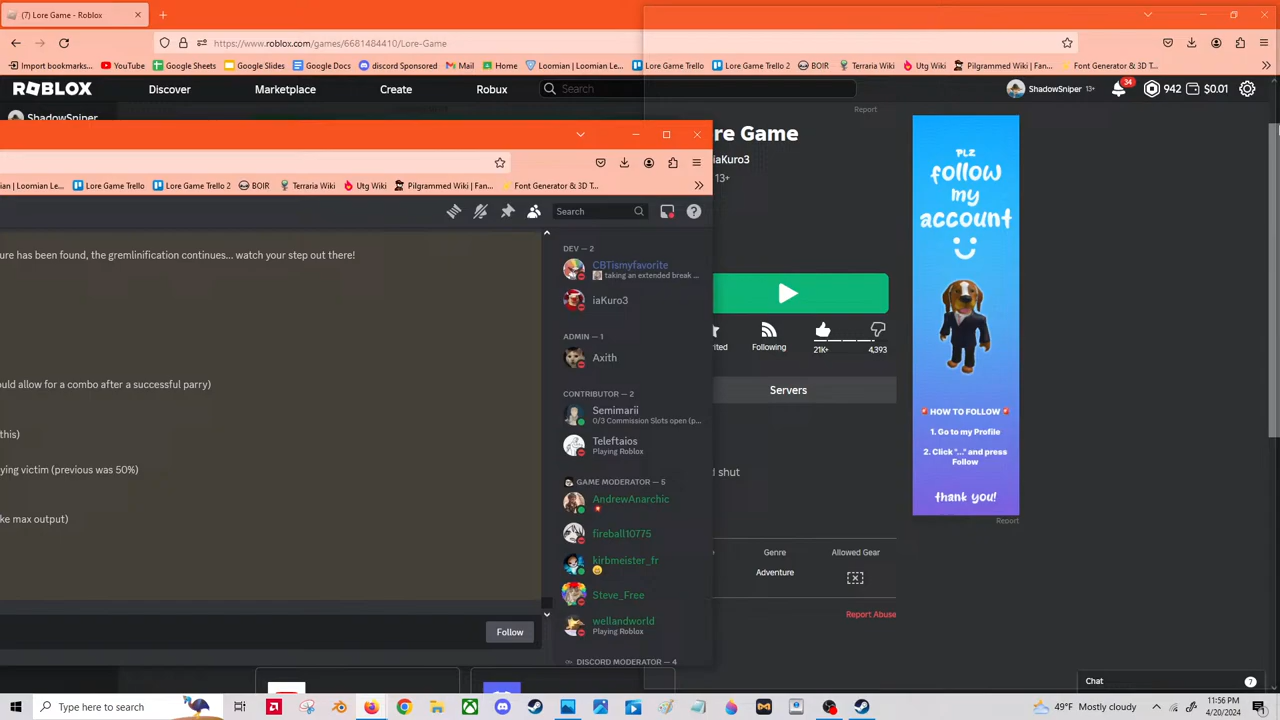 (7) Lore Game - Roblox
https://www.roblox.com/games/6681484410/Lore-Game
Import bookmarks... YouTube Google Sheets Google Slides Google Docs discord Sponsored Mail Home Loomian | Loomian Le... Lore Game Trello Lore Game Trello 2 BOIR Terraria Wiki Utg Wiki Pilgrammed Wiki | Fan... Font Generator & 3D T...
ROBLOX Discover Marketplace Create Robux Search ShadowSniper 13+ 34 942 $0.01
Report
ShadowSniper
re Game
iaKuro3
13+
ian | Loomian Le... Lore Game Trello Lore Game Trello 2 BOIR Terraria Wiki Utg Wiki Pilgrammed Wiki | Fan... Font Generator & 3D T...
Search
ure has been found, the gremlinification continues... watch your step out there!
ould allow for a combo after a successful parry)
this)
ying victim (previous was 50%)
ke max output)
Follow
DEV — 2
CBTismyfavorite
taking an extended break ...
iaKuro3
ADMIN — 1
Axith
CONTRIBUTOR — 2
Semimarii
0/3 Commission Slots open (p...
Teleftaios
Playing Roblox
GAME MODERATOR — 5
AndrewAnarchic
fireball10775
kirbmeister_fr
Steve_Free
wellandworld
Playing Roblox
DISCORD MODERATOR — 4
rited Following 21K+ 4,393
Servers
d shut
Genre Allowed Gear
Adventure
Report Abuse
PLZ
follow
my
account
HOW TO FOLLOW
1. Go to my Profile
2. Click "..." and press
Follow
thank you!
Report
Chat 7
Type here to search
49°F Mostly cloudy
11:56 PM
4/20/2024